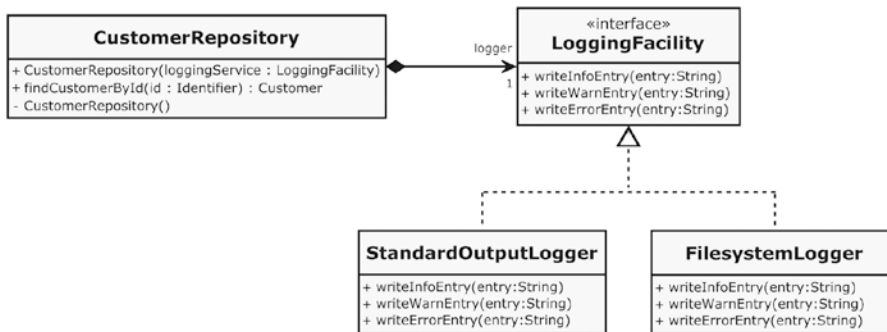 CustomerRepository
+ CustomerRepository(loggingService : LoggingFacility)
+ findCustomerById(id : Identifier) : Customer
- CustomerRepository()
logger
1
«interface»
LoggingFacility
+ writeInfoEntry(entry:String)
+ writeWarnEntry(entry:String)
+ writeErrorEntry(entry:String)
StandardOutputLogger
+ writeInfoEntry(entry:String)
+ writeWarnEntry(entry:String)
+ writeErrorEntry(entry:String)
FilesystemLogger
+ writeInfoEntry(entry:String)
+ writeWarnEntry(entry:String)
+ writeErrorEntry(entry:String)